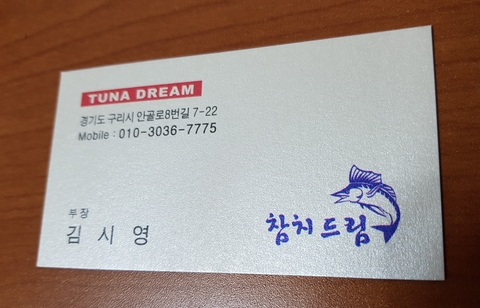 TUNA DREAM
경기도 구리시 안골로8번길 7-22
Mobile : 010-3036-7775
부장
김 시 영
참치드림